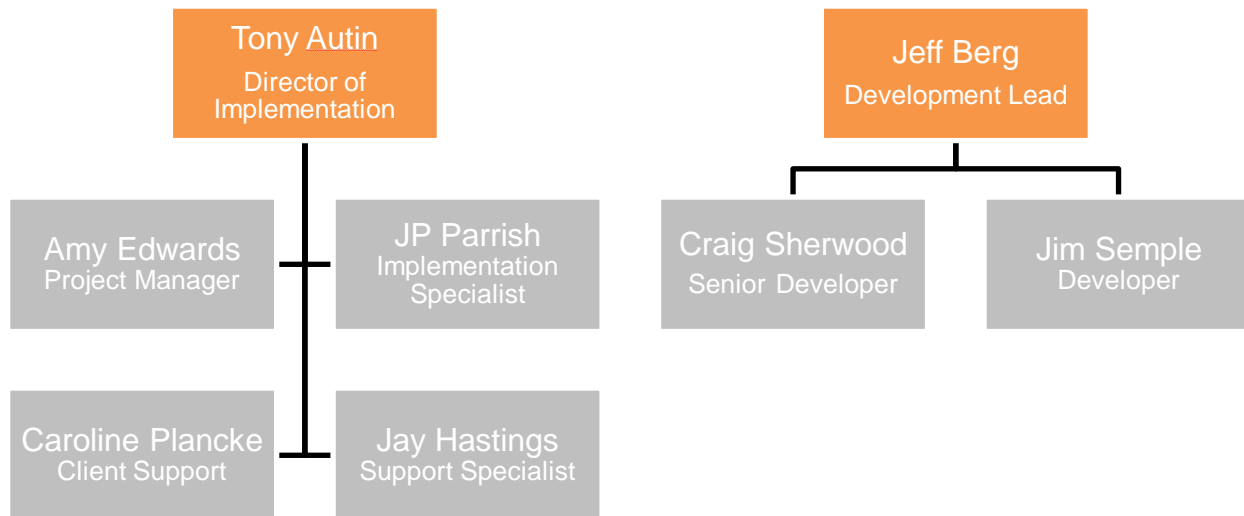 Tony Autin
Director of
Implementation
Jeff Berg
Development Lead
Amy Edwards
Project Manager
JP Parrish
Implementation
Specialist
Craig Sherwood
Senior Developer
Jim Semple
Developer
Caroline Plancke
Client Support
Jay Hastings
Support Specialist